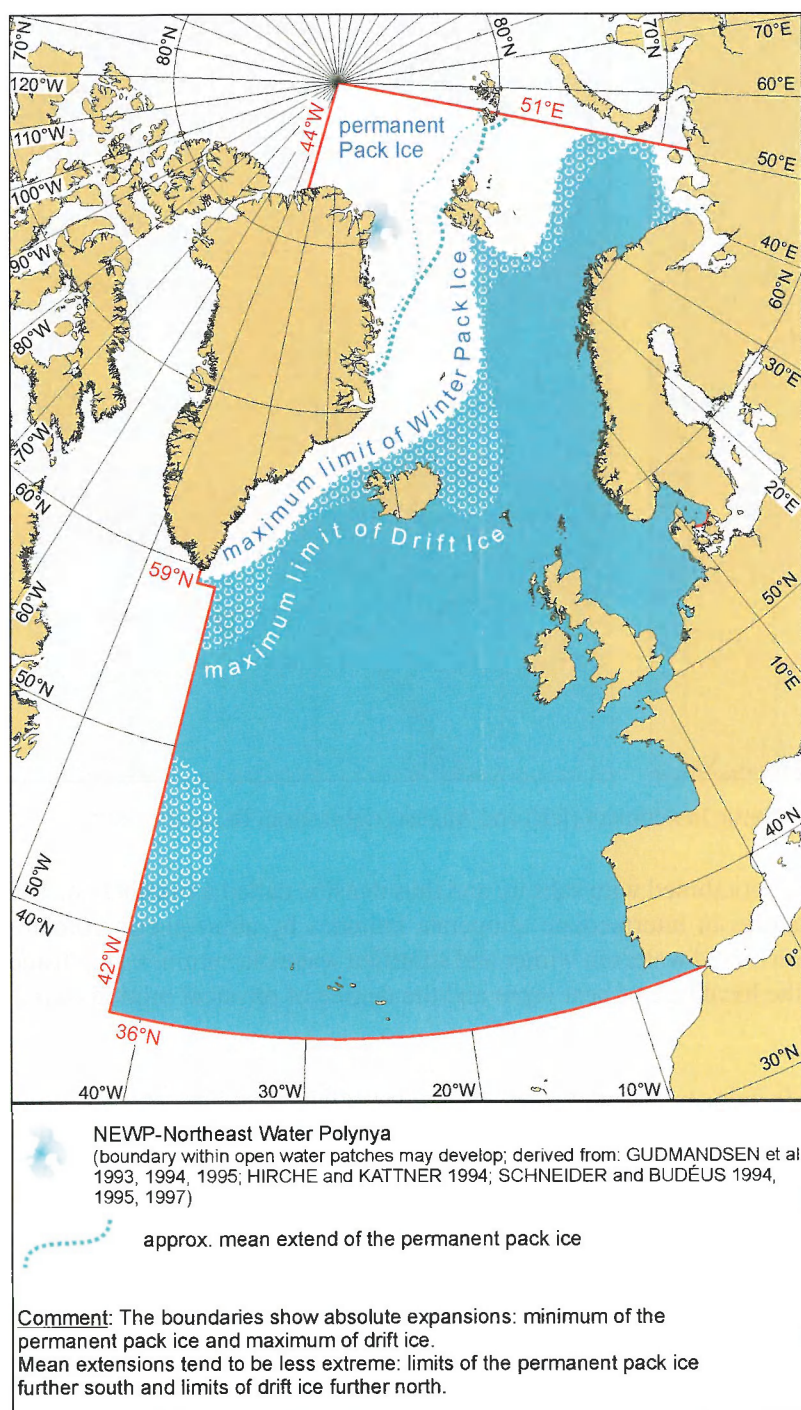 70°N
80°N
80°N
70°N
70°E
120°W
60°E
110°W
51°E
44°W
permanent
Pack Ice
50°E
100°W
90°W
40°E
80°W
60°N
70°W
30°E
maximum limit of Winter Pack Ice
60°N
20°E
maximum limit of Drift Ice
59°N
60°W
50°N
10°E
50°N
40°N
50°W
40°N
42°W
0°
36°N
30°N
40°W
30°W
20°W
10°W
NEWP-Northeast Water Polynya
(boundary within open water patches may develop; derived from: GUDMANDSEN et al
1993, 1994, 1995; HIRCHE and KATTNER 1994; SCHNEIDER and BUDÉUS 1994,
1995, 1997)
approx. mean extend of the permanent pack ice
Comment: The boundaries show absolute expansions: minimum of the
permanent pack ice and maximum of drift ice.
Mean extensions tend to be less extreme: limits of the permanent pack ice
further south and limits of drift ice further north.